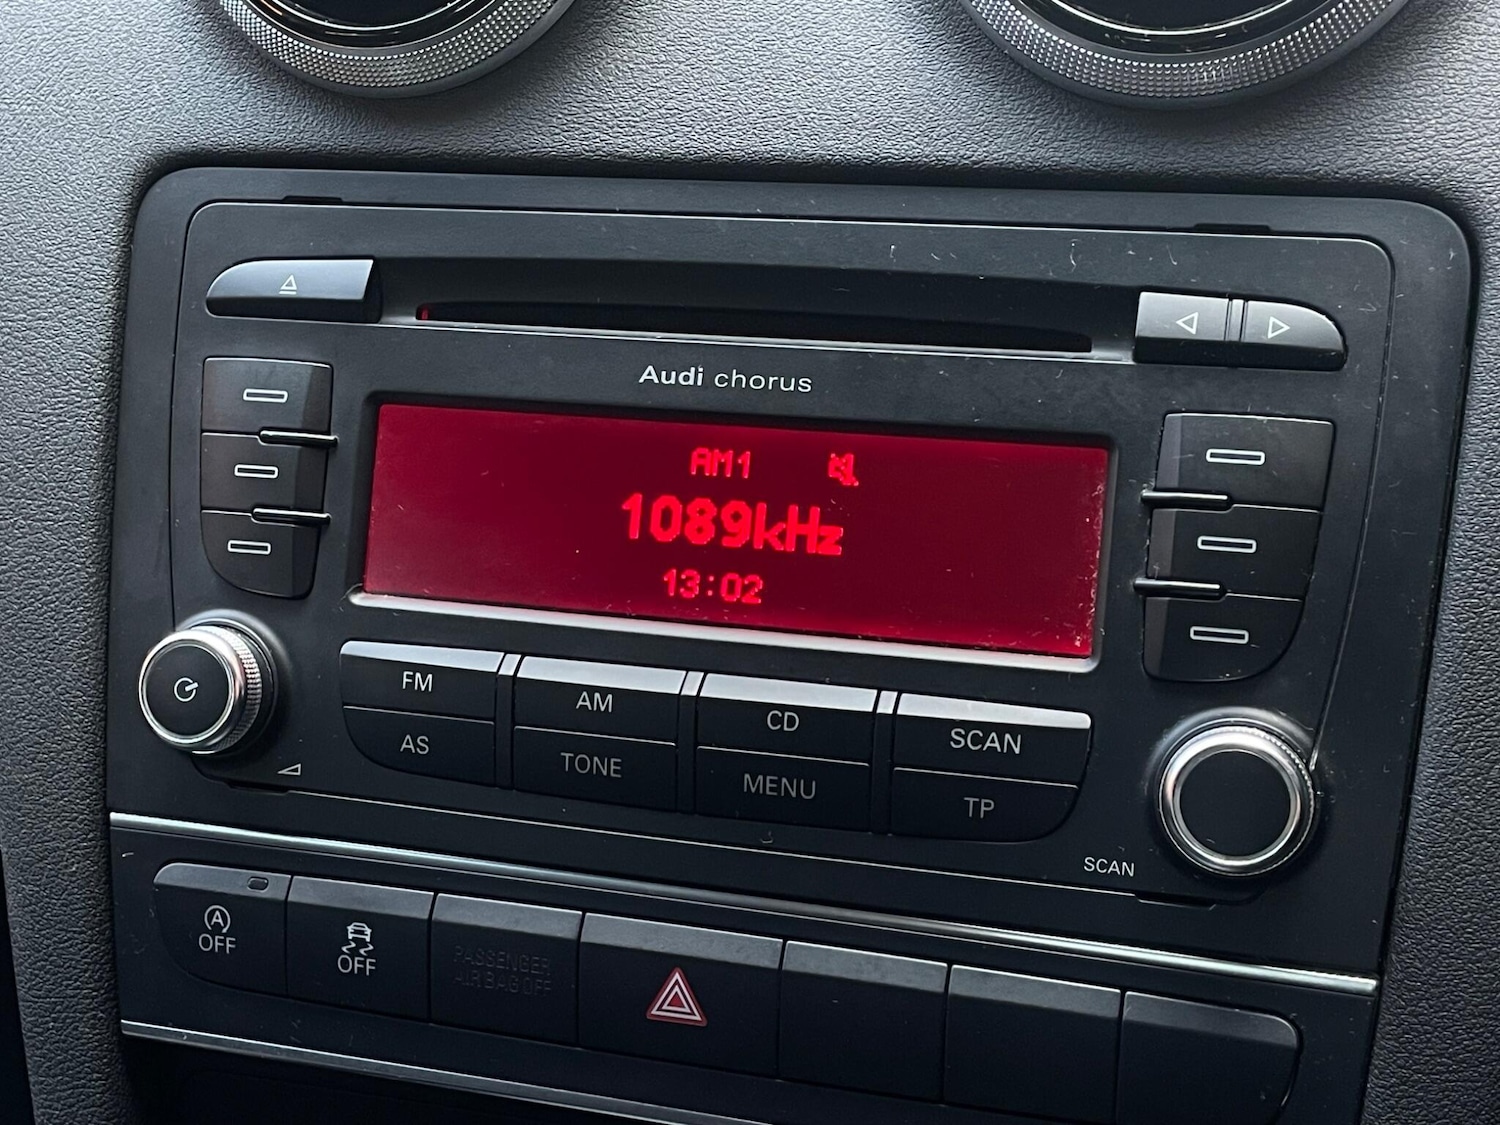 Audi chorus
AM1
1089kHz
13:02
FM
AM
CD
SCAN
AS
TONE
MENU
TP
SCAN
A
OFF
OFF
PASSENGER
AIR BAG OFF